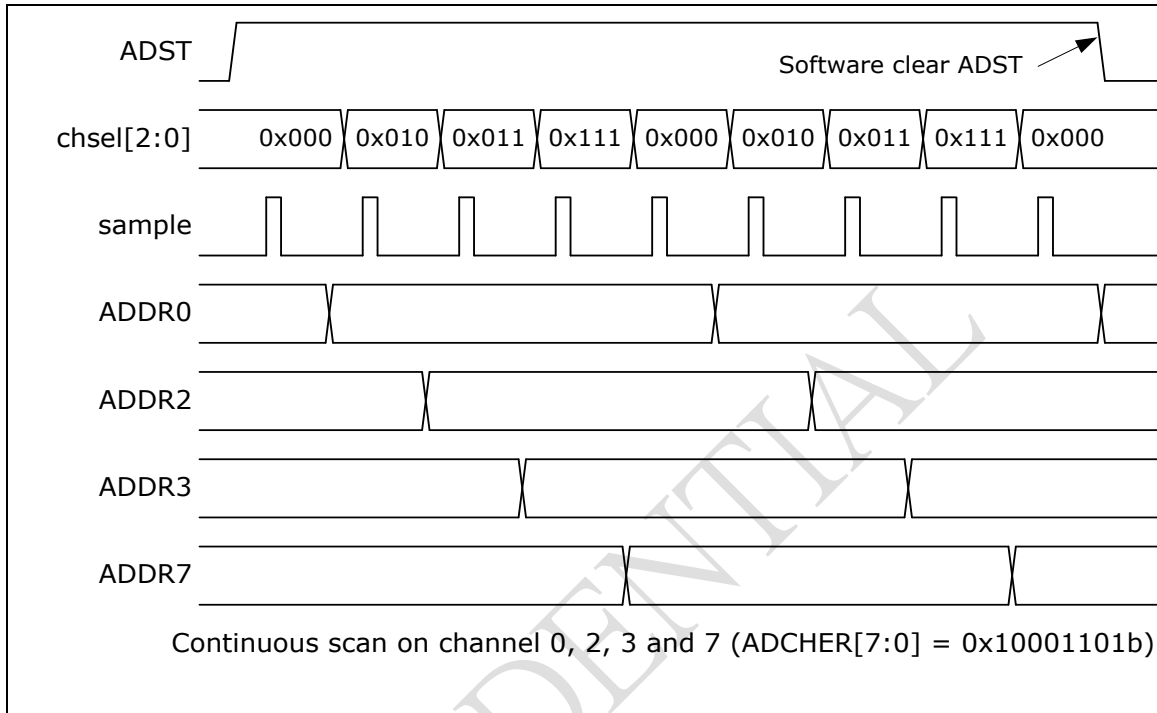 ADST
Software clear ADST
chsel[2:0] 0x000 0x010 0x011 0x111 0x000 0x010 0x011 0x111 0x000
sample
ADDR0
ADDR2
ADDR3
ADDR7
Continuous scan on channel 0, 2, 3 and 7 (ADCHER[7:0] = 0x10001101b)
DENTIAL